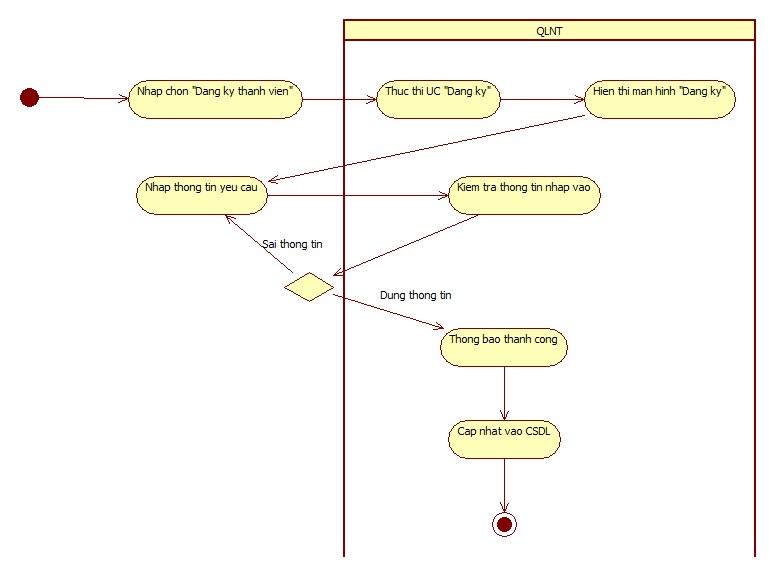 QLNT
Nhap chon "Dang ky thanh vien"
Thuc thi UC "Dang ky"
Hien thi man hinh "Dang ky"
Nhap thong tin yeu cau
Kiem tra thong tin nhap vao
Sai thong tin
Dung thong tin
Thong bao thanh cong
Cap nhat vao CSDL